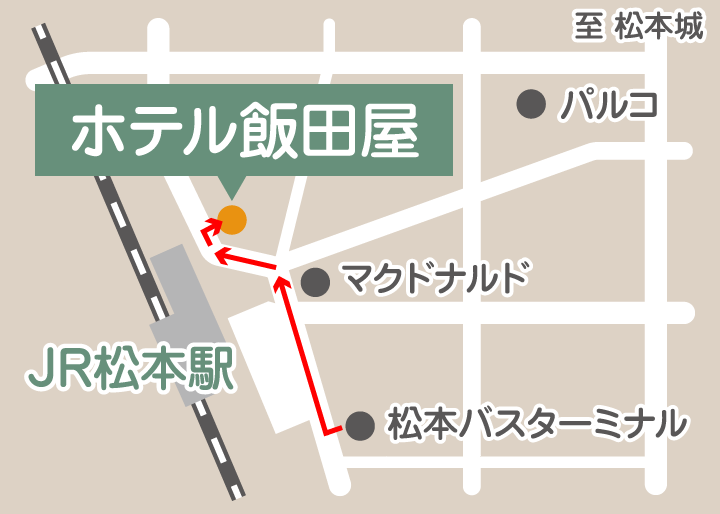 至 松本城
パルコ
ホテル飯田屋
マクドナルド
JR松本駅
松本バスターミナル